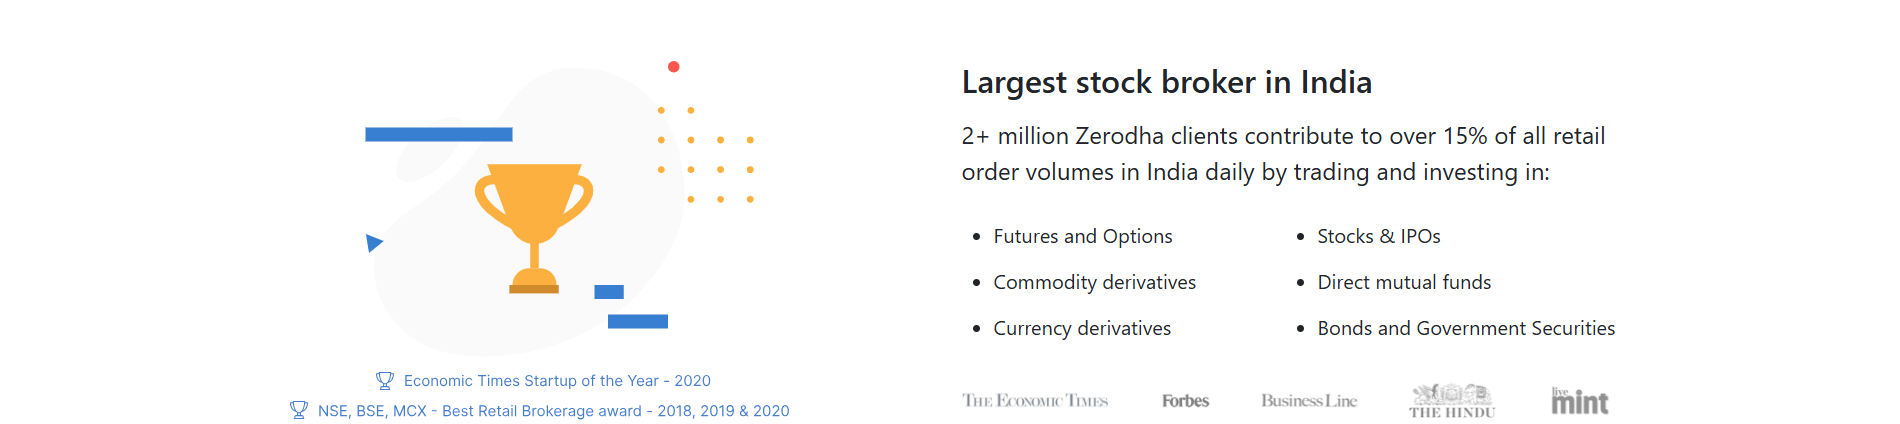 Economic Times Startup of the Year - 2020
NSE, BSE, MCX - Best Retail Brokerage award - 2018, 2019 & 2020
Largest stock broker in India
2+ million Zerodha clients contribute to over 15% of all retail
order volumes in India daily by trading and investing in:
• Futures and Options
• Commodity derivatives
• Currency derivatives
• Stocks & IPOs
• Direct mutual funds
• Bonds and Government Securities
THE ECONOMIC TIMES
Forbes
BusinessLine
THE HINDU
live
mint